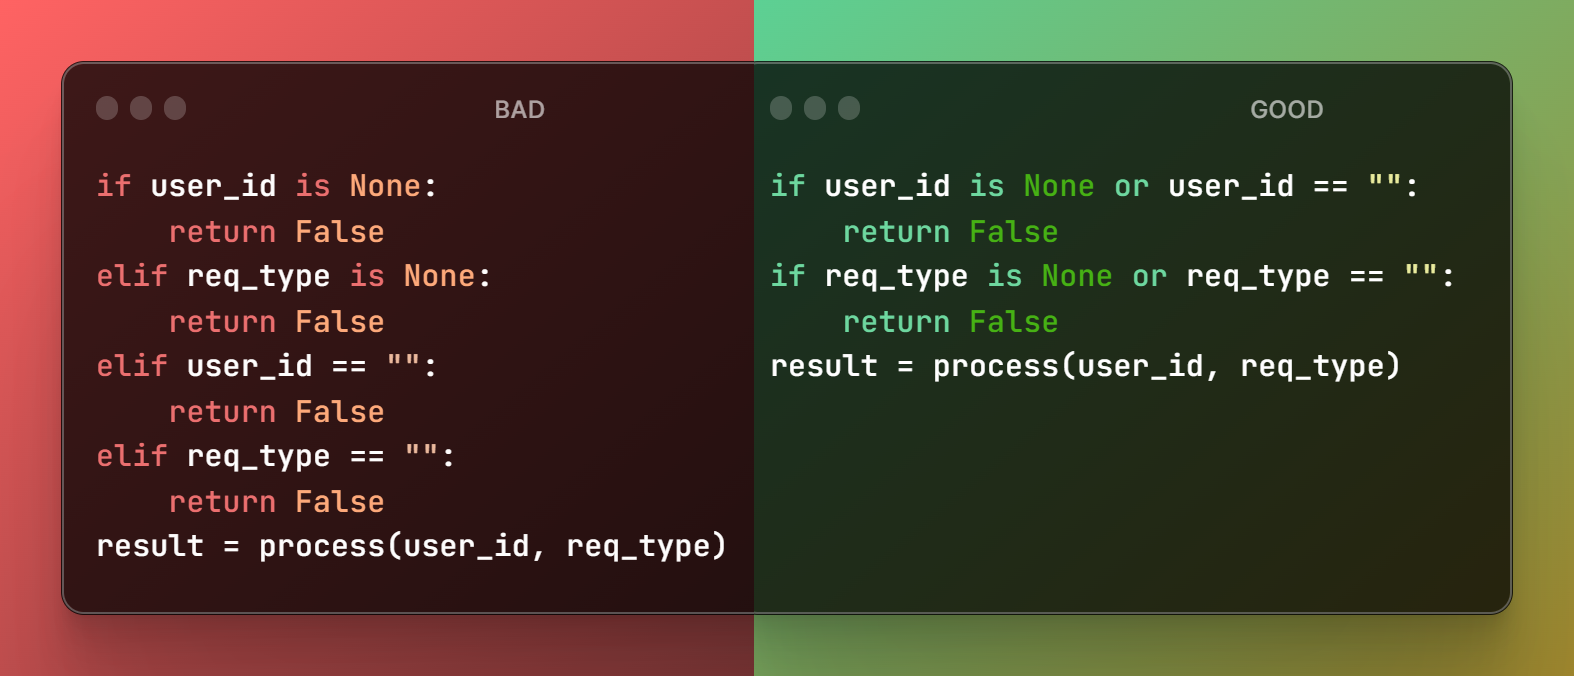 BAD
if user_id is None:
    return False
elif req_type is None:
    return False
elif user_id == "":
    return False
elif req_type == "":
    return False
result = process(user_id, req_type)
GOOD
if user_id is None or user_id == "":
    return False
if req_type is None or req_type == "":
    return False
result = process(user_id, req_type)